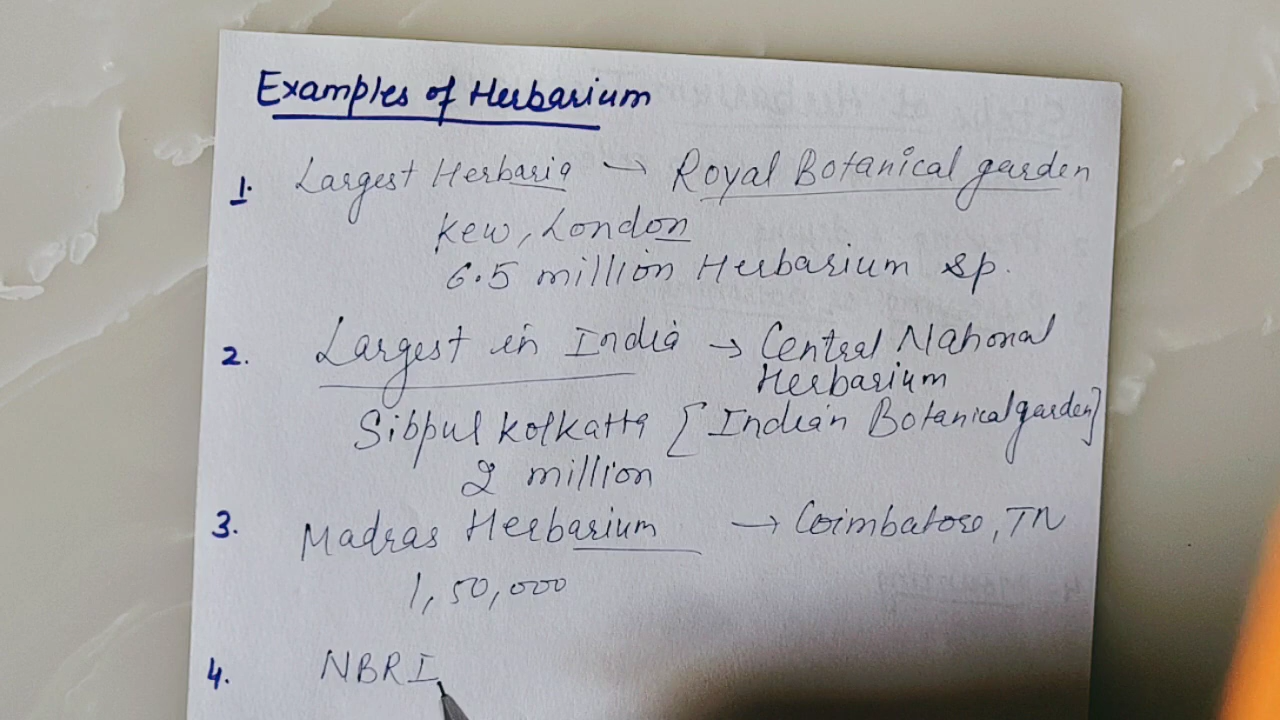 Examples of Herbarium
1. Largest Herbaria → Royal Botanical garden
Kew, London
6.5 million Herbarium sp.
2. Largest in India → Central National
Herbarium
Sibpul Kolkatta [Indian Botanical garden]
2 million
3. Madras Herbarium → Coimbatore, TN
1,50,000
4. NBRI